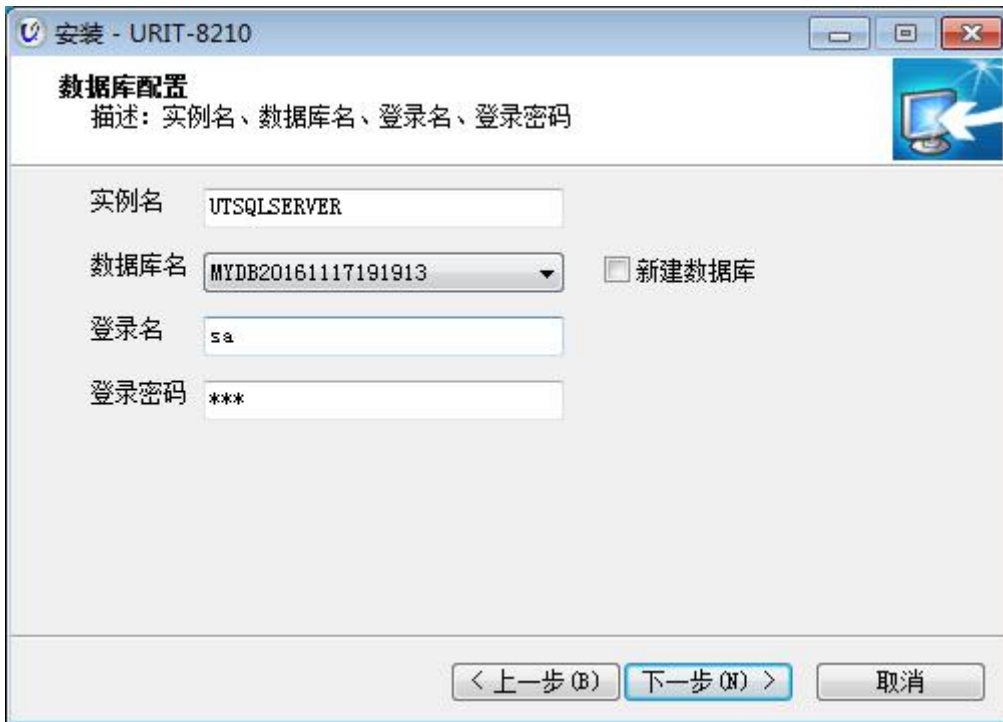 安装 - URIT-8210
数据库配置
描述：实例名、数据库名、登录名、登录密码
实例名 UTSQLSERVER
数据库名 MYDB20161117191913 新建数据库
登录名 sa
登录密码 ***
< 上一步(B) 下一步(N) > 取消